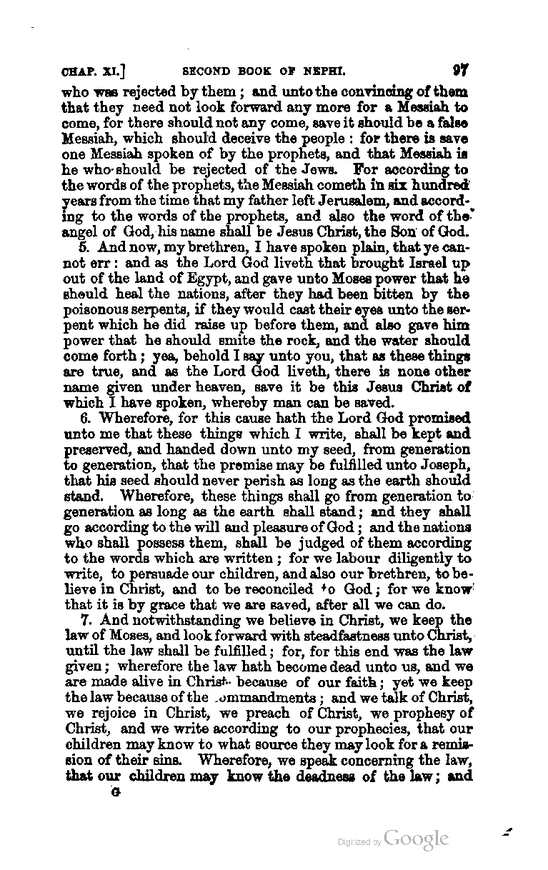 CHAP. XI.] SECOND BOOK OF NEPHI. 97
who was rejected by them ; and unto the convincing of them
that they need not look forward any more for a Messiah to
come, for there should not any come, save it should be a false
Messiah, which should deceive the people : for there is save
one Messiah spoken of by the prophets, and that Messiah is
he who should be rejected of the Jews. For according to
the words of the prophets, the Messiah cometh in six hundred
years from the time that my father left Jerusalem, and accord-
ing to the words of the prophets, and also the word of the
angel of God, his name shall be Jesus Christ, the Son of God.
5. And now, my brethren, I have spoken plain, that ye can-
not err : and as the Lord God liveth that brought Israel up
out of the land of Egypt, and gave unto Moses power that he
should heal the nations, after they had been bitten by the
poisonous serpents, if they would cast their eyes unto the ser-
pent which he did raise up before them, and also gave him
power that he should smite the rock, and the water should
come forth ; yea, behold I say unto you, that as these things
are true, and as the Lord God liveth, there is none other
name given under heaven, save it be this Jesus Christ of
which I have spoken, whereby man can be saved.
6. Wherefore, for this cause hath the Lord God promised
unto me that these things which I write, shall be kept and
preserved, and handed down unto my seed, from generation
to generation, that the promise may be fulfilled unto Joseph,
that his seed should never perish as long as the earth should
stand. Wherefore, these things shall go from generation to
generation as long as the earth shall stand ; and they shall
go according to the will and pleasure of God ; and the nations
who shall possess them, shall be judged of them according
to the words which are written ; for we labour diligently to
write, to persuade our children, and also our brethren, to be-
lieve in Christ, and to be reconciled to God ; for we know
that it is by grace that we are saved, after all we can do.
7. And notwithstanding we believe in Christ, we keep the
law of Moses, and look forward with steadfastness unto Christ,
until the law shall be fulfilled ; for, for this end was the law
given ; wherefore the law hath become dead unto us, and we
are made alive in Christ because of our faith ; yet we keep
the law because of the commandments ; and we talk of Christ,
we rejoice in Christ, we preach of Christ, we prophesy of
Christ, and we write according to our prophecies, that our
children may know to what source they may look for a remis-
sion of their sins. Wherefore, we speak concerning the law,
that our children may know the deadness of the law ; and
G
Digitized by Google